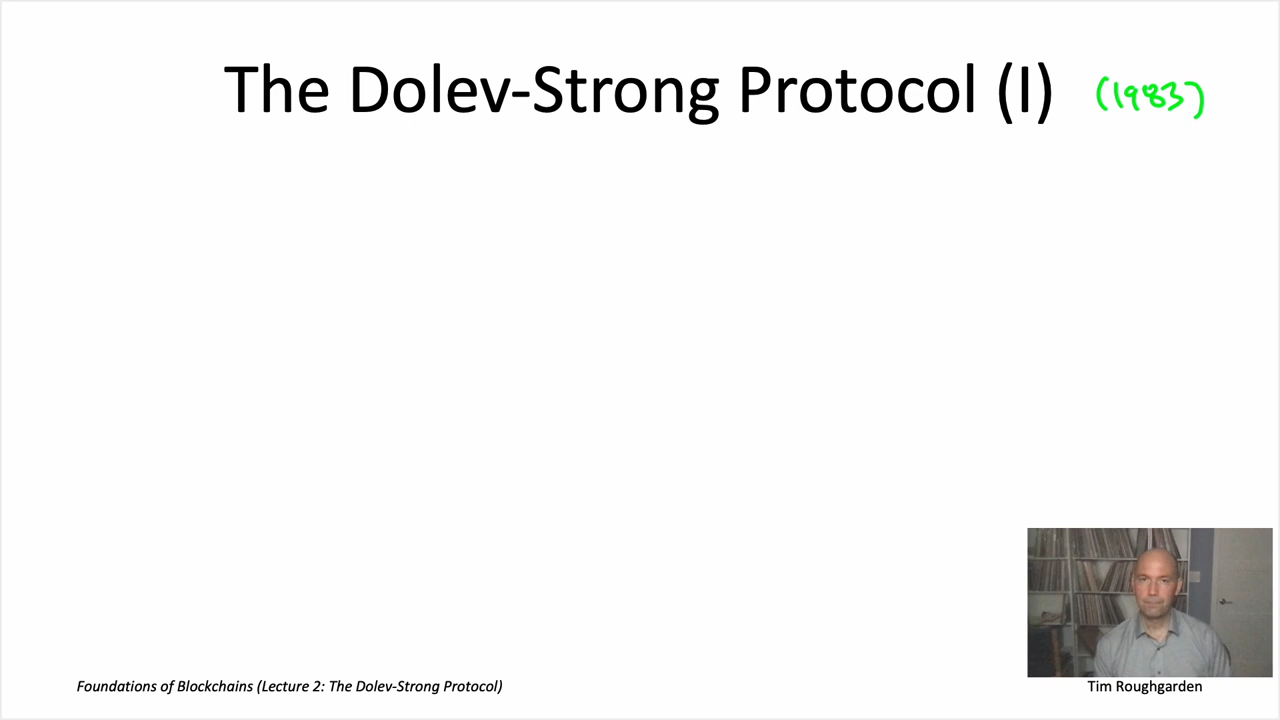 The Dolev-Strong Protocol (I) (1983)
Foundations of Blockchains (Lecture 2: The Dolev-Strong Protocol)
Tim Roughgarden